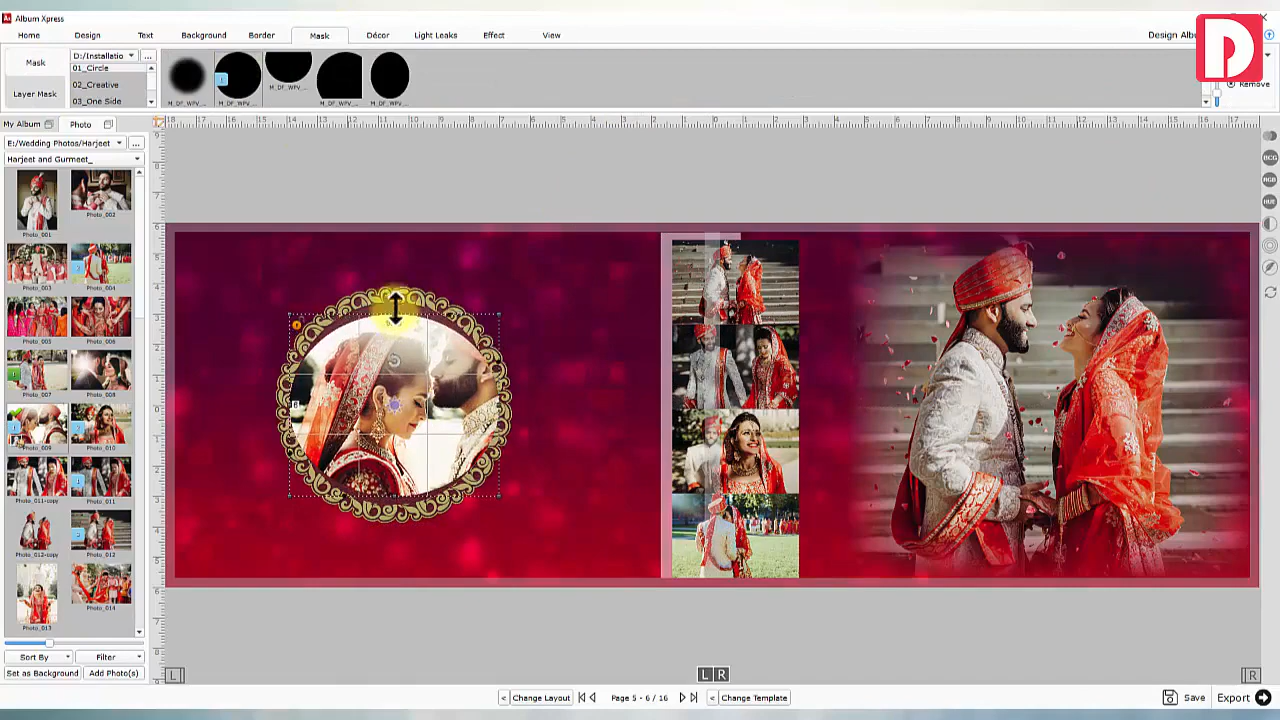 Album Xpress
Home Design Text Background Border Mask Décor Light Leaks Effect View
Mask D:/Installatio ...
01_Circle
Layer Mask 02_Creative
03_One Side
M_DF_WPV_... M_DF_WPV_... M_DF_WPV_... M_DF_WPV_... M_DF_WPV_...
Remove
My Album Photo
E:/Wedding Photos/Harjeet ...
Harjeet and Gurmeet_
Photo_001 Photo_002
Photo_003 Photo_004
Photo_005 Photo_006
Photo_007 Photo_008
Photo_009 Photo_010
Photo_011-copy Photo_011
Photo_012-copy Photo_012
Photo_013 Photo_014
Sort By Filter
Set as Background Add Photo(s)
BCG
RGB
HUE
L L R R
< Change Layout Page 5 - 6 / 16 < Change Template Save Export